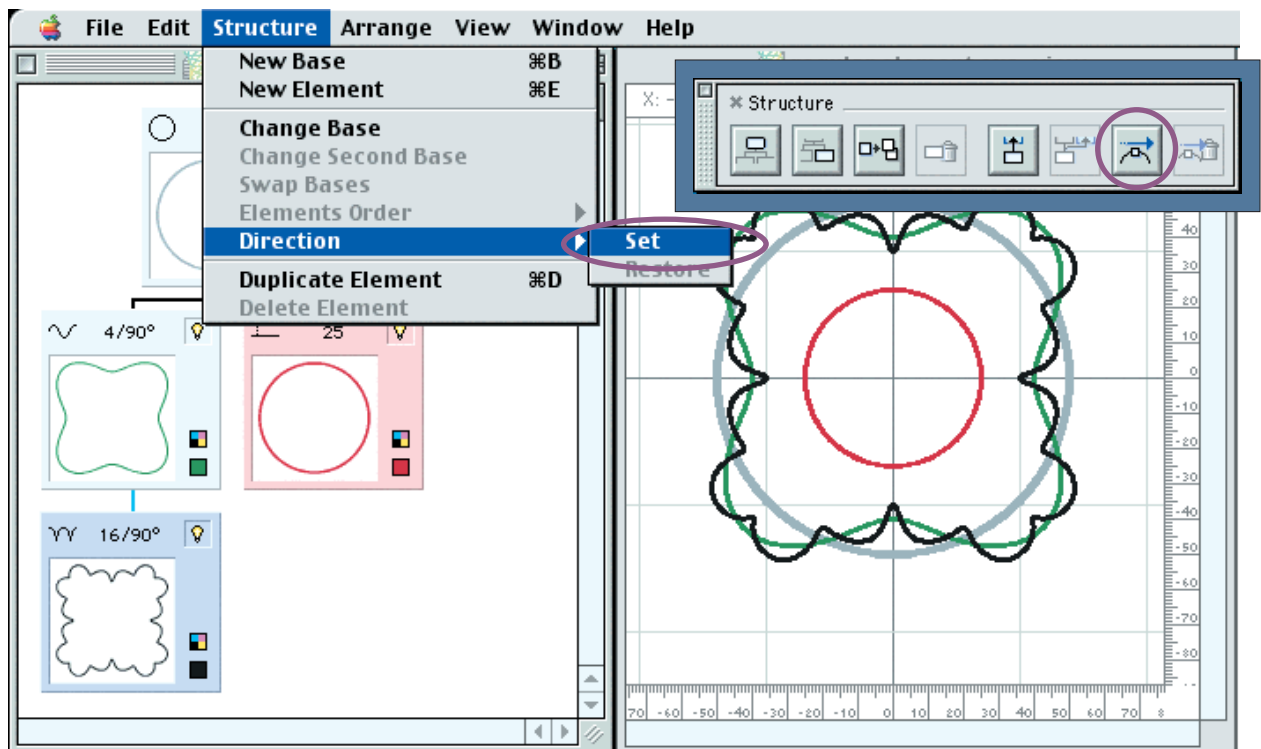 File Edit Structure Arrange View Window Help
New Base ⌘B
New Element ⌘E
Change Base
Change Second Base
Swap Bases
Elements Order
Direction
Set
Restore
Duplicate Element ⌘D
Delete Element
Structure
X: -
4/90°
25
16/90°
40
30
20
10
0
-10
-20
-30
-40
-50
-60
-70
-80
70 -60 -50 -40 -30 -20 -10 0 10 20 30 40 50 60 70 8